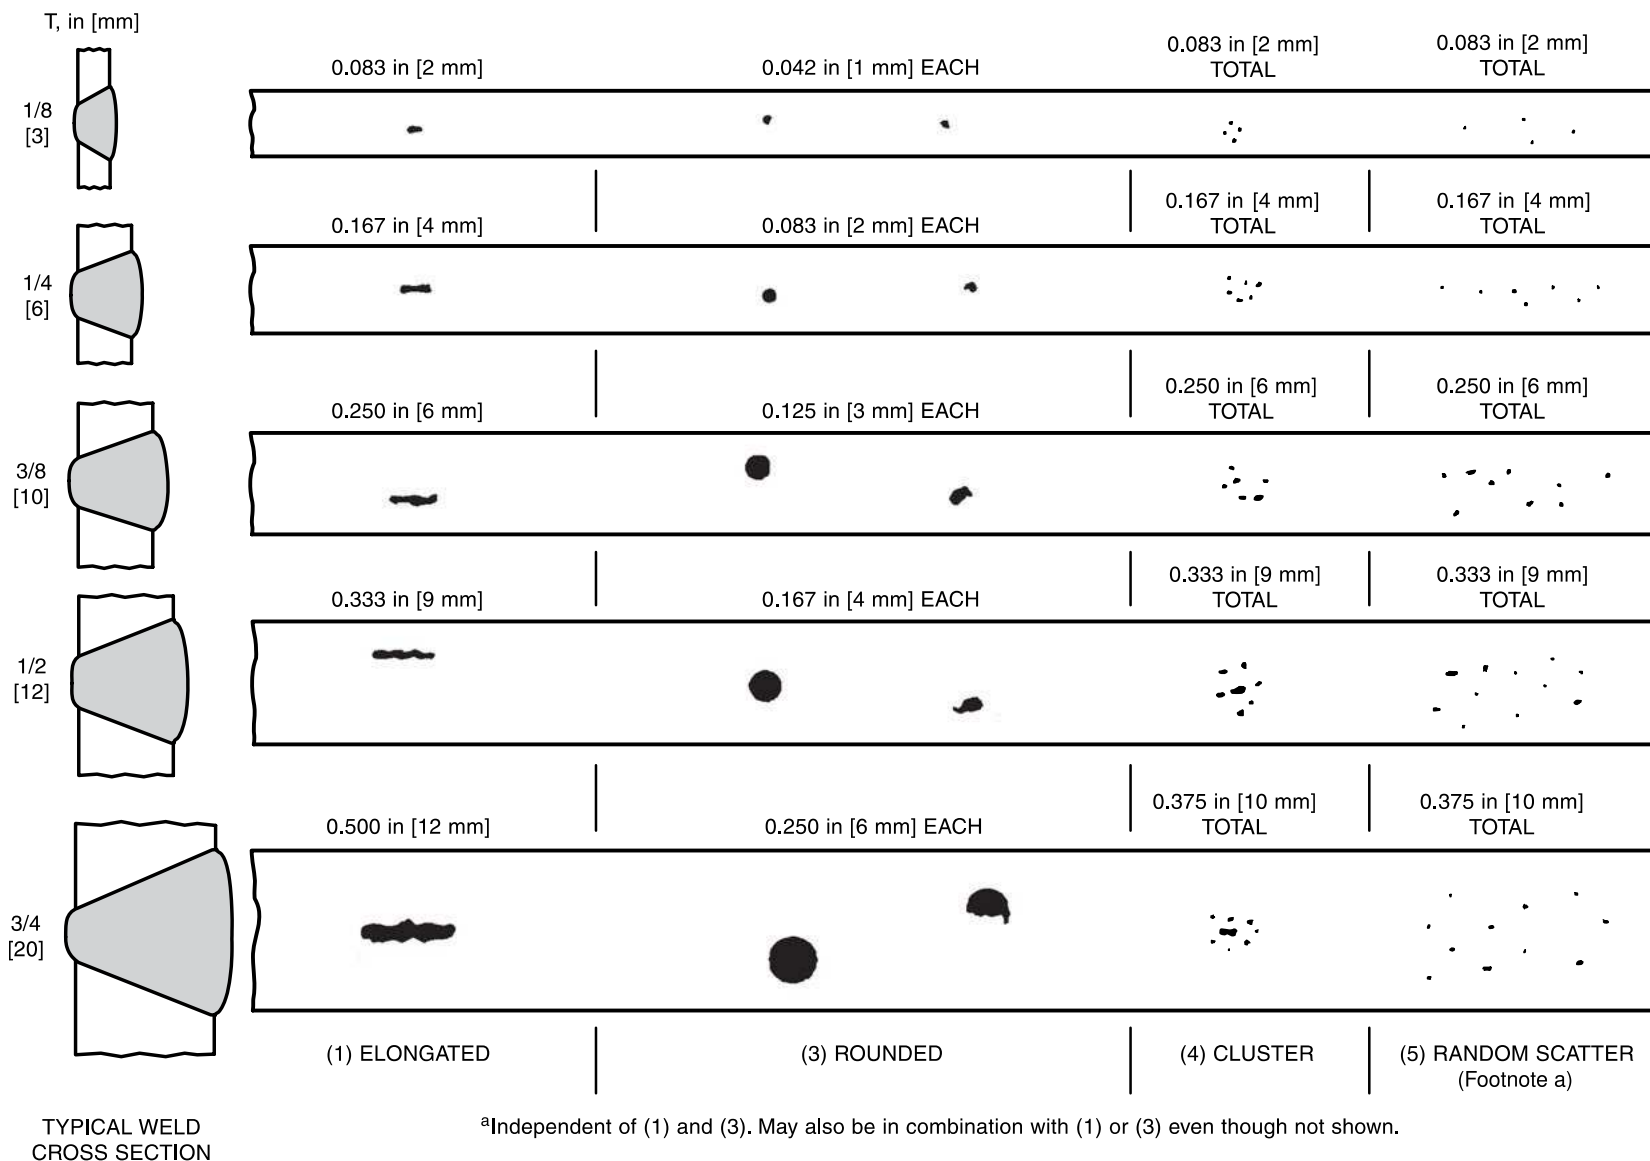 T, in [mm]
0.083 in [2 mm]
0.042 in [1 mm] EACH
0.083 in [2 mm]
TOTAL
0.083 in [2 mm]
TOTAL
1/8
[3]
0.167 in [4 mm]
0.083 in [2 mm] EACH
0.167 in [4 mm]
TOTAL
0.167 in [4 mm]
TOTAL
1/4
[6]
0.250 in [6 mm]
0.125 in [3 mm] EACH
0.250 in [6 mm]
TOTAL
0.250 in [6 mm]
TOTAL
3/8
[10]
0.333 in [9 mm]
0.167 in [4 mm] EACH
0.333 in [9 mm]
TOTAL
0.333 in [9 mm]
TOTAL
1/2
[12]
0.500 in [12 mm]
0.250 in [6 mm] EACH
0.375 in [10 mm]
TOTAL
0.375 in [10 mm]
TOTAL
3/4
[20]
(1) ELONGATED
(3) ROUNDED
(4) CLUSTER
(5) RANDOM SCATTER
(Footnote a)
TYPICAL WELD
CROSS SECTION
aIndependent of (1) and (3). May also be in combination with (1) or (3) even though not shown.